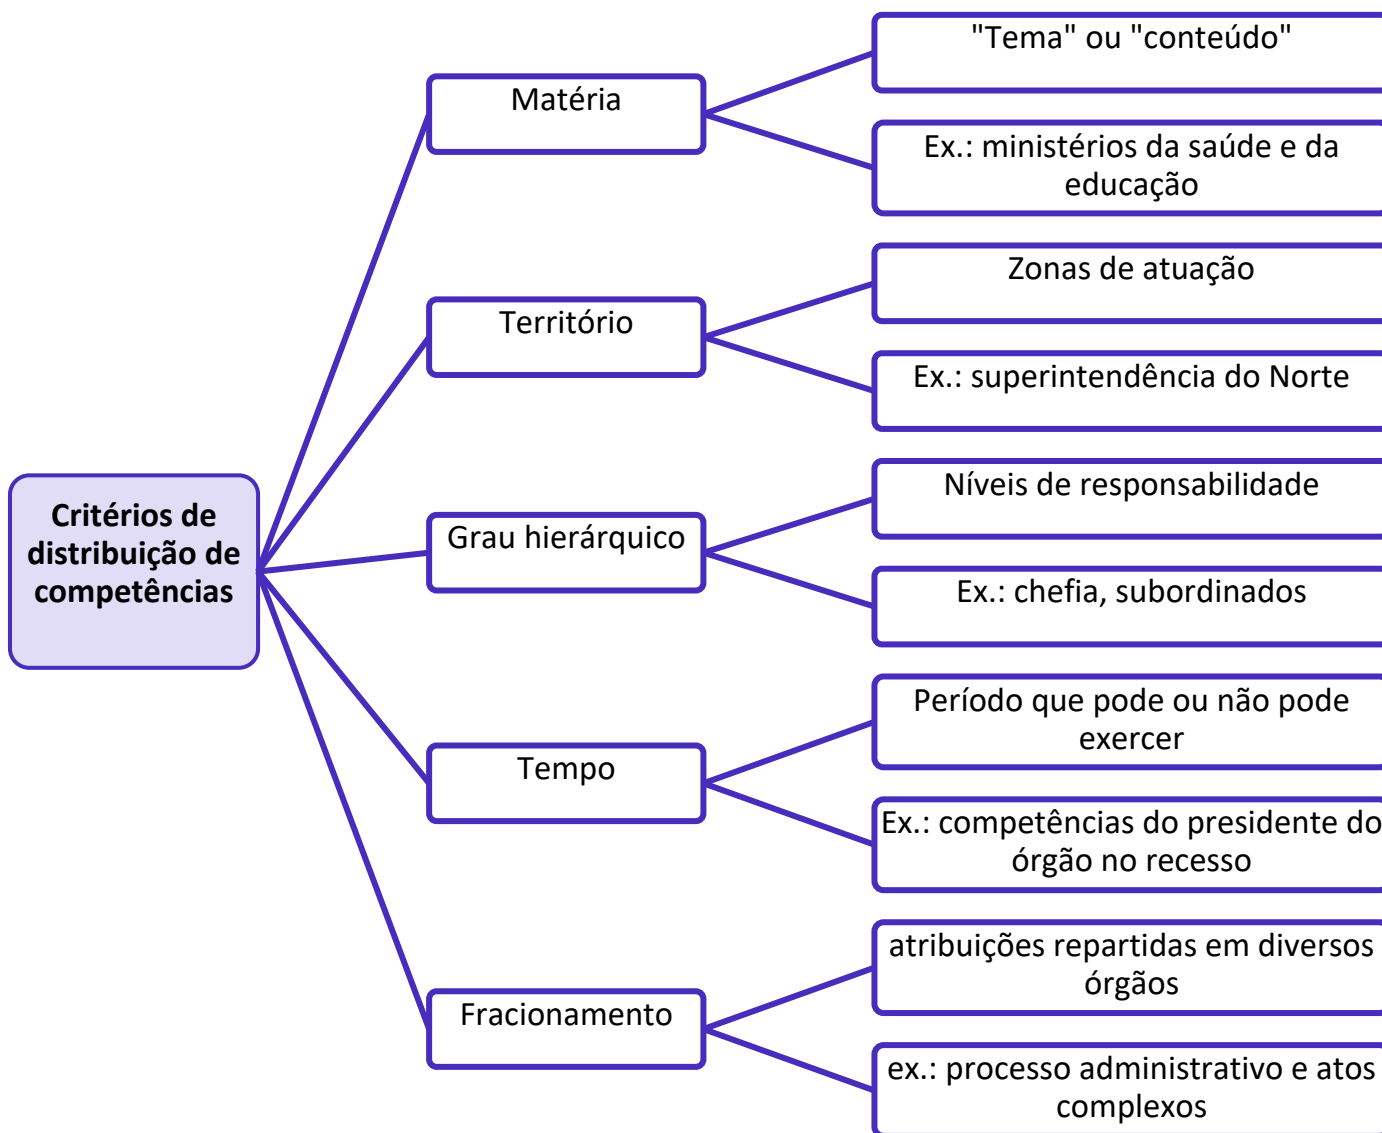 Critérios de
distribuição de
competências
Matéria
"Tema" ou "conteúdo"
Ex.: ministérios da saúde e da
educação
Território
Zonas de atuação
Ex.: superintendência do Norte
Grau hierárquico
Níveis de responsabilidade
Ex.: chefia, subordinados
Tempo
Período que pode ou não pode
exercer
Ex.: competências do presidente do
órgão no recesso
Fracionamento
atribuições repartidas em diversos
órgãos
ex.: processo administrativo e atos
complexos